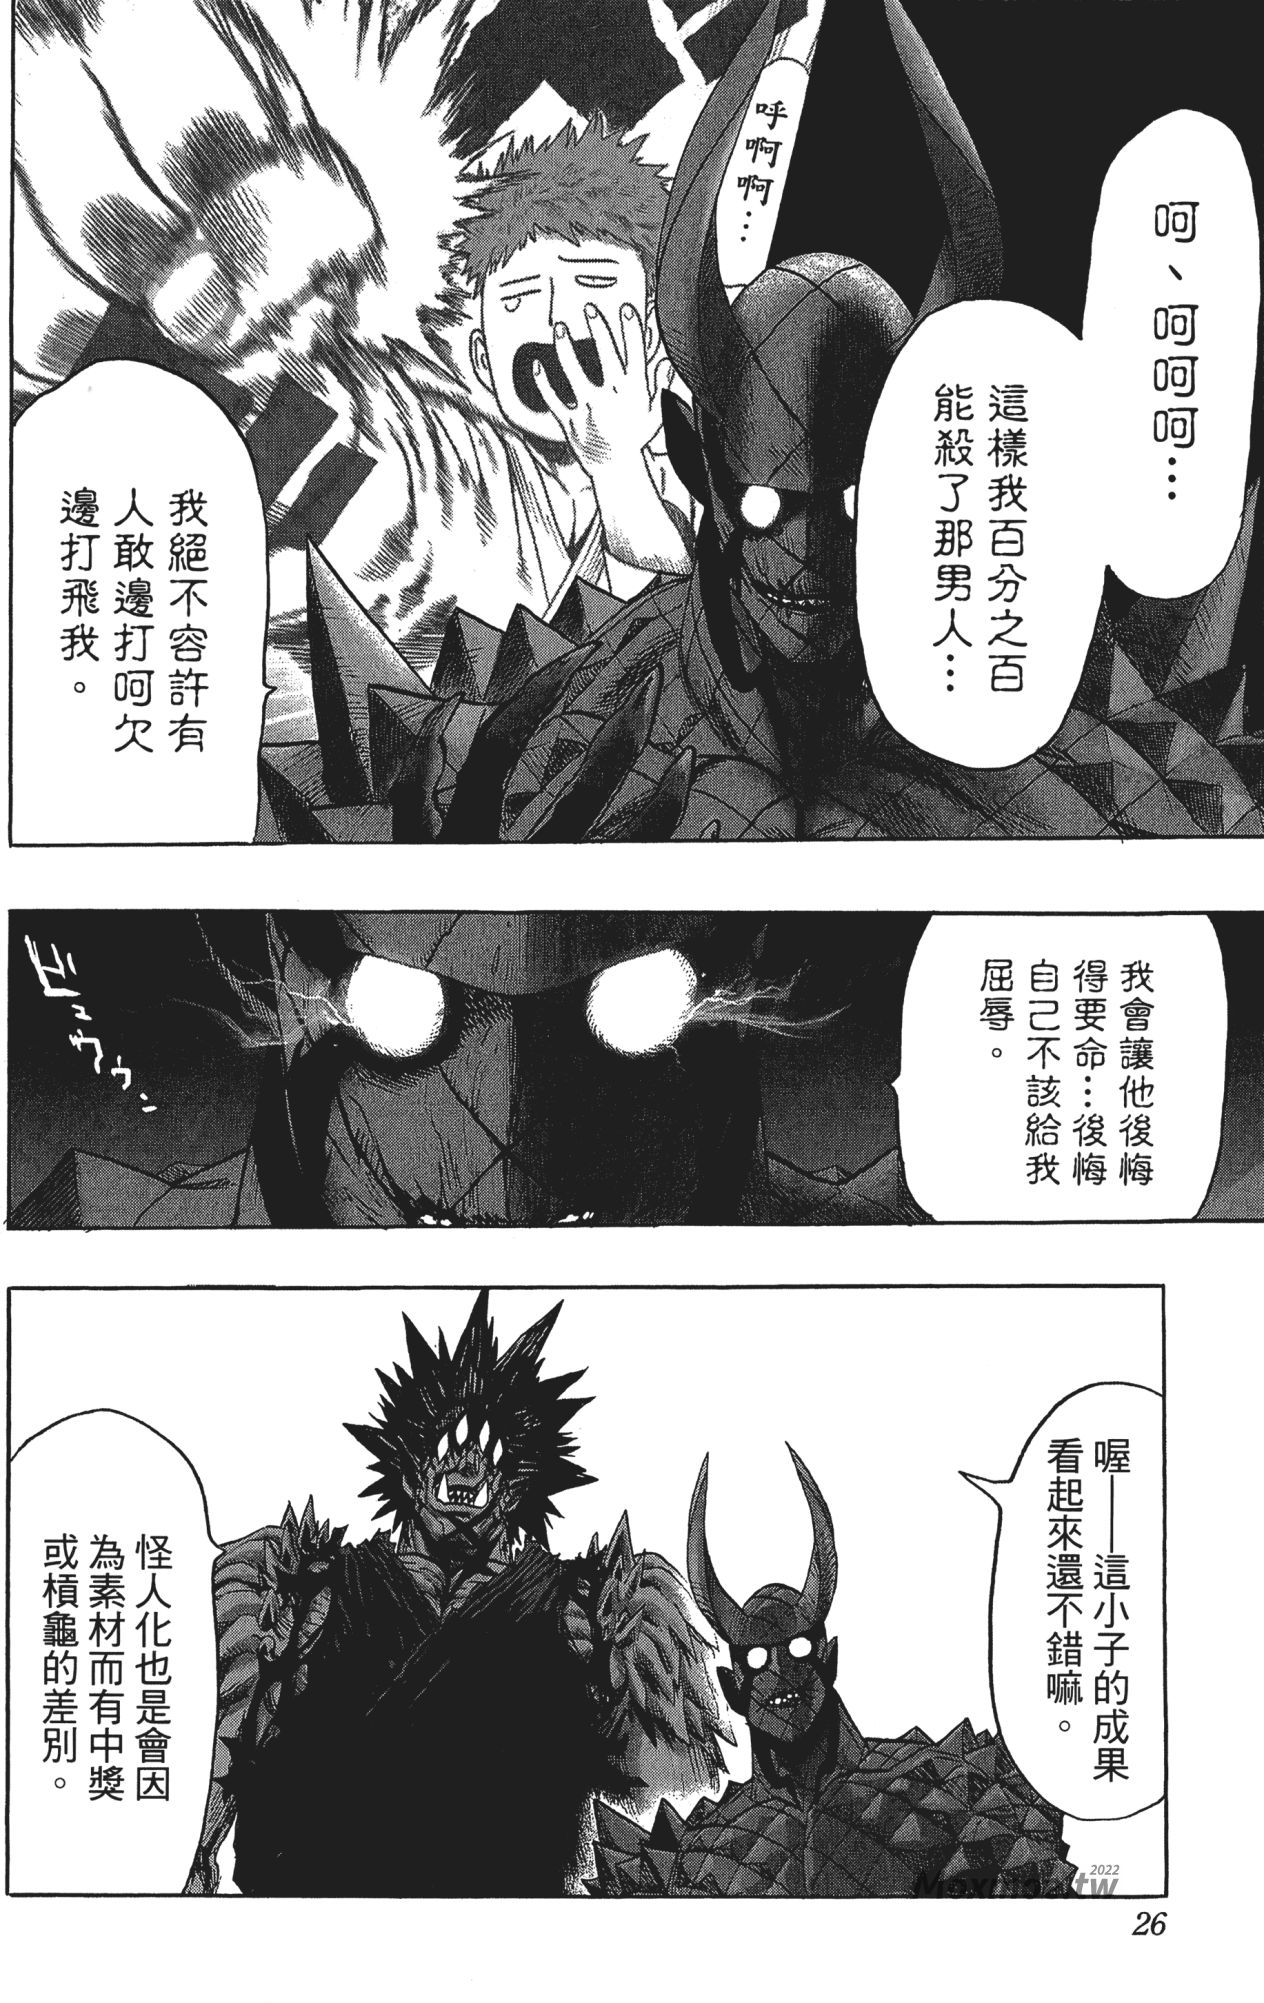 呵、呵呵呵…
這樣我百分之百
能殺了那男人…
呼啊啊…
我絕不容許有
人敢邊打呵欠
邊打飛我。
我會讓他後悔
得要命…後悔
自己不該給我
屈辱。
喔——這小子的成果
看起來還不錯嘛。
怪人化也是會因
為素材而有中獎
或槓龜的差別。
2022
26